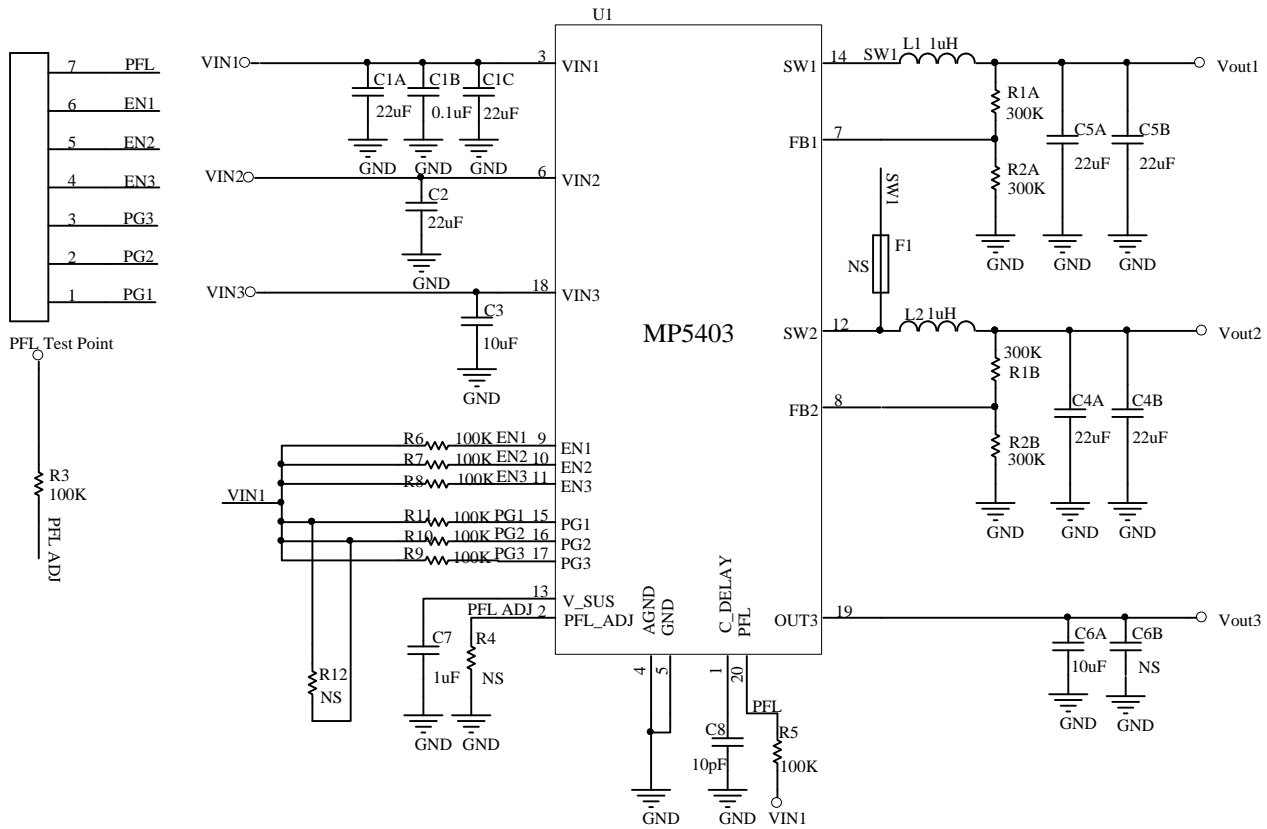 U1
7 PFL
6 EN1
5 EN2
4 EN3
3 PG3
2 PG2
1 PG1
PFL Test Point
R3
100K
PFL_ADJ
VIN1
3
VIN1
C1A
22uF
C1B
0.1uF
C1C
22uF
GND
GND
GND
VIN2
6
VIN2
C2
22uF
GND
VIN3
18
VIN3
C3
10uF
GND
MP5403
R6 100K EN1 9 EN1
R7 100K EN2 10 EN2
R8 100K EN3 11 EN3
VIN1
R11 100K PG1 15 PG1
R10 100K PG2 16 PG2
R9 100K PG3 17 PG3
R12
NS
13 V_SUS
PFL ADJ 2 PFL_ADJ
C7
1uF
GND
R4
NS
GND
AGND
GND
4
5
GND
C_DELAY
PFL
1
20
C8
10pF
GND
PFL
R5
100K
VIN1
SW1 14 SW1 L1 1uH Vout1
FB1 7
R1A
300K
R2A
300K
GND
C5A
22uF
GND
C5B
22uF
GND
SW1
F1
NS
SW2 12 L2 1uH Vout2
FB2 8
300K
R1B
R2B
300K
GND
C4A
22uF
GND
C4B
22uF
GND
OUT3 19 Vout3
C6A
10uF
GND
C6B
NS
GND